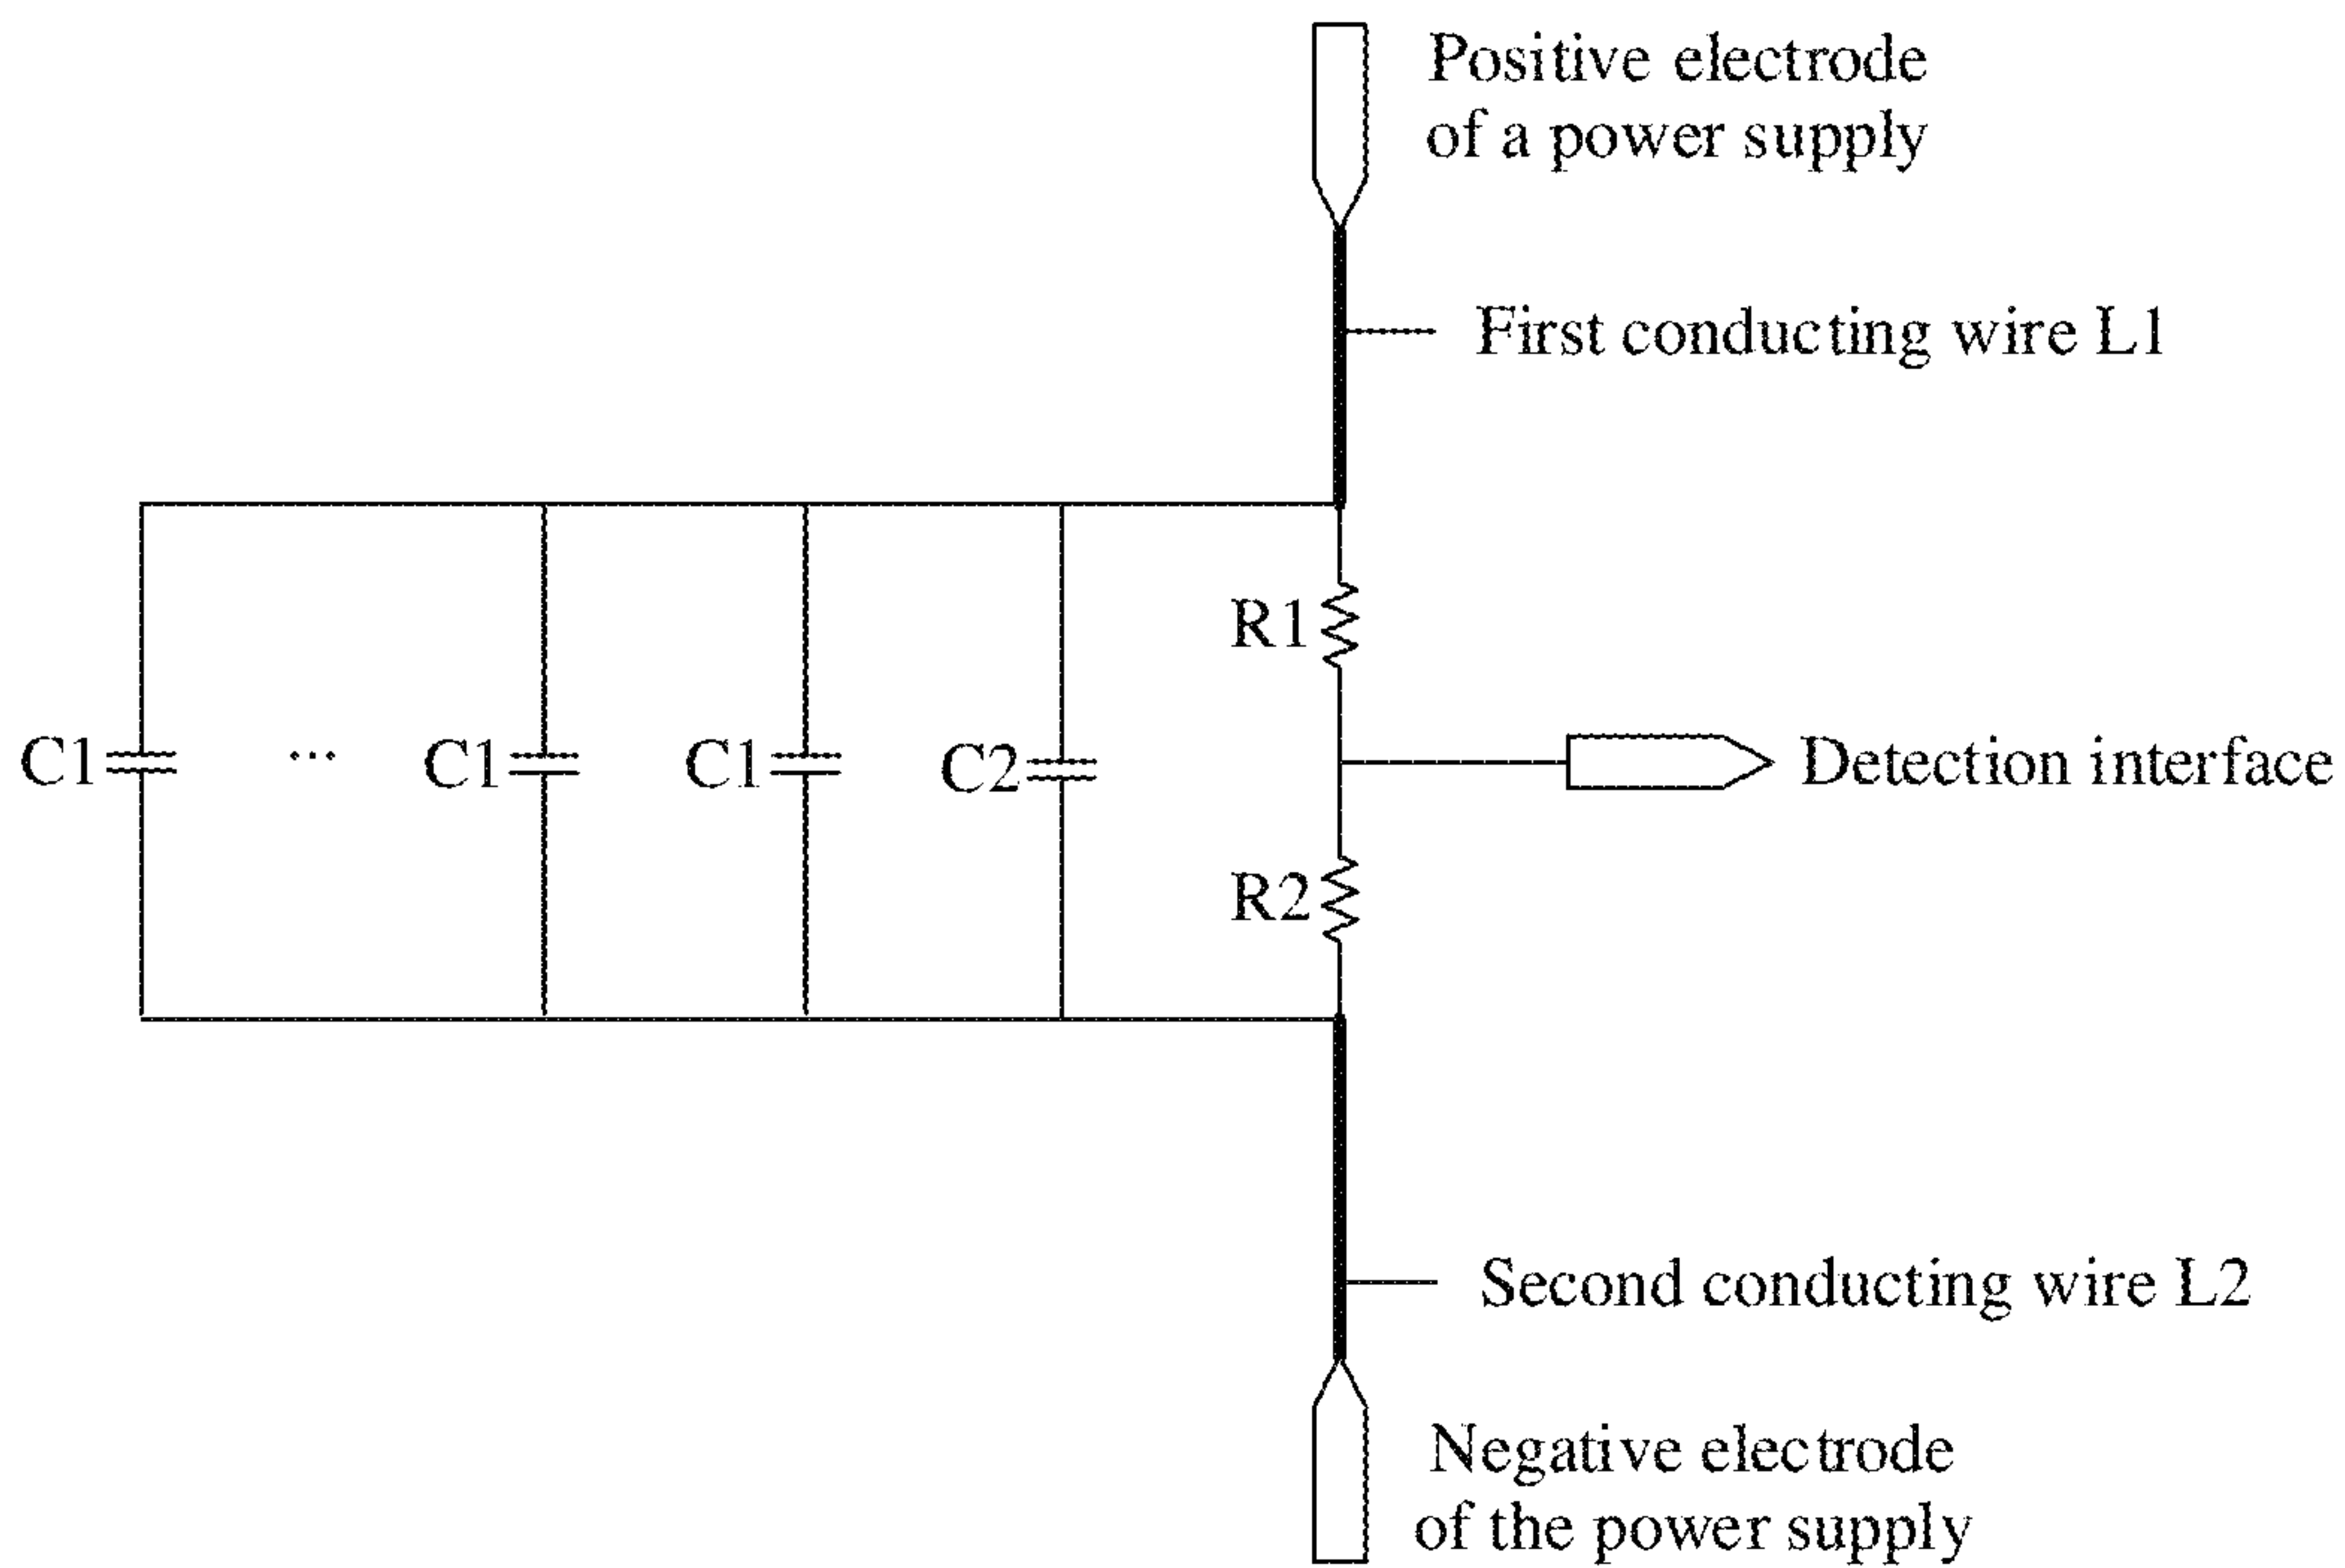 Positive electrode
of a power supply
First conducting wire L1
R1
C1
...
C1
C1
C2
Detection interface
R2
Second conducting wire L2
Negative electrode
of the power supply